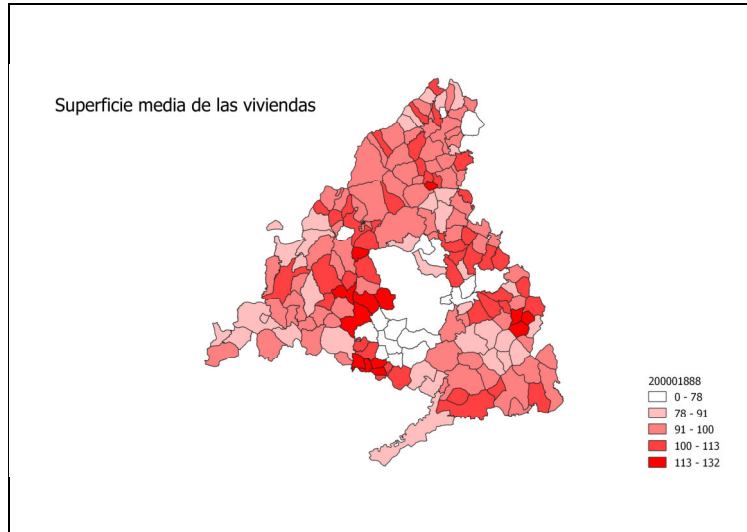 Superficie media de las viviendas
200001888
0 - 78
78 - 91
91 - 100
100 - 113
113 - 132